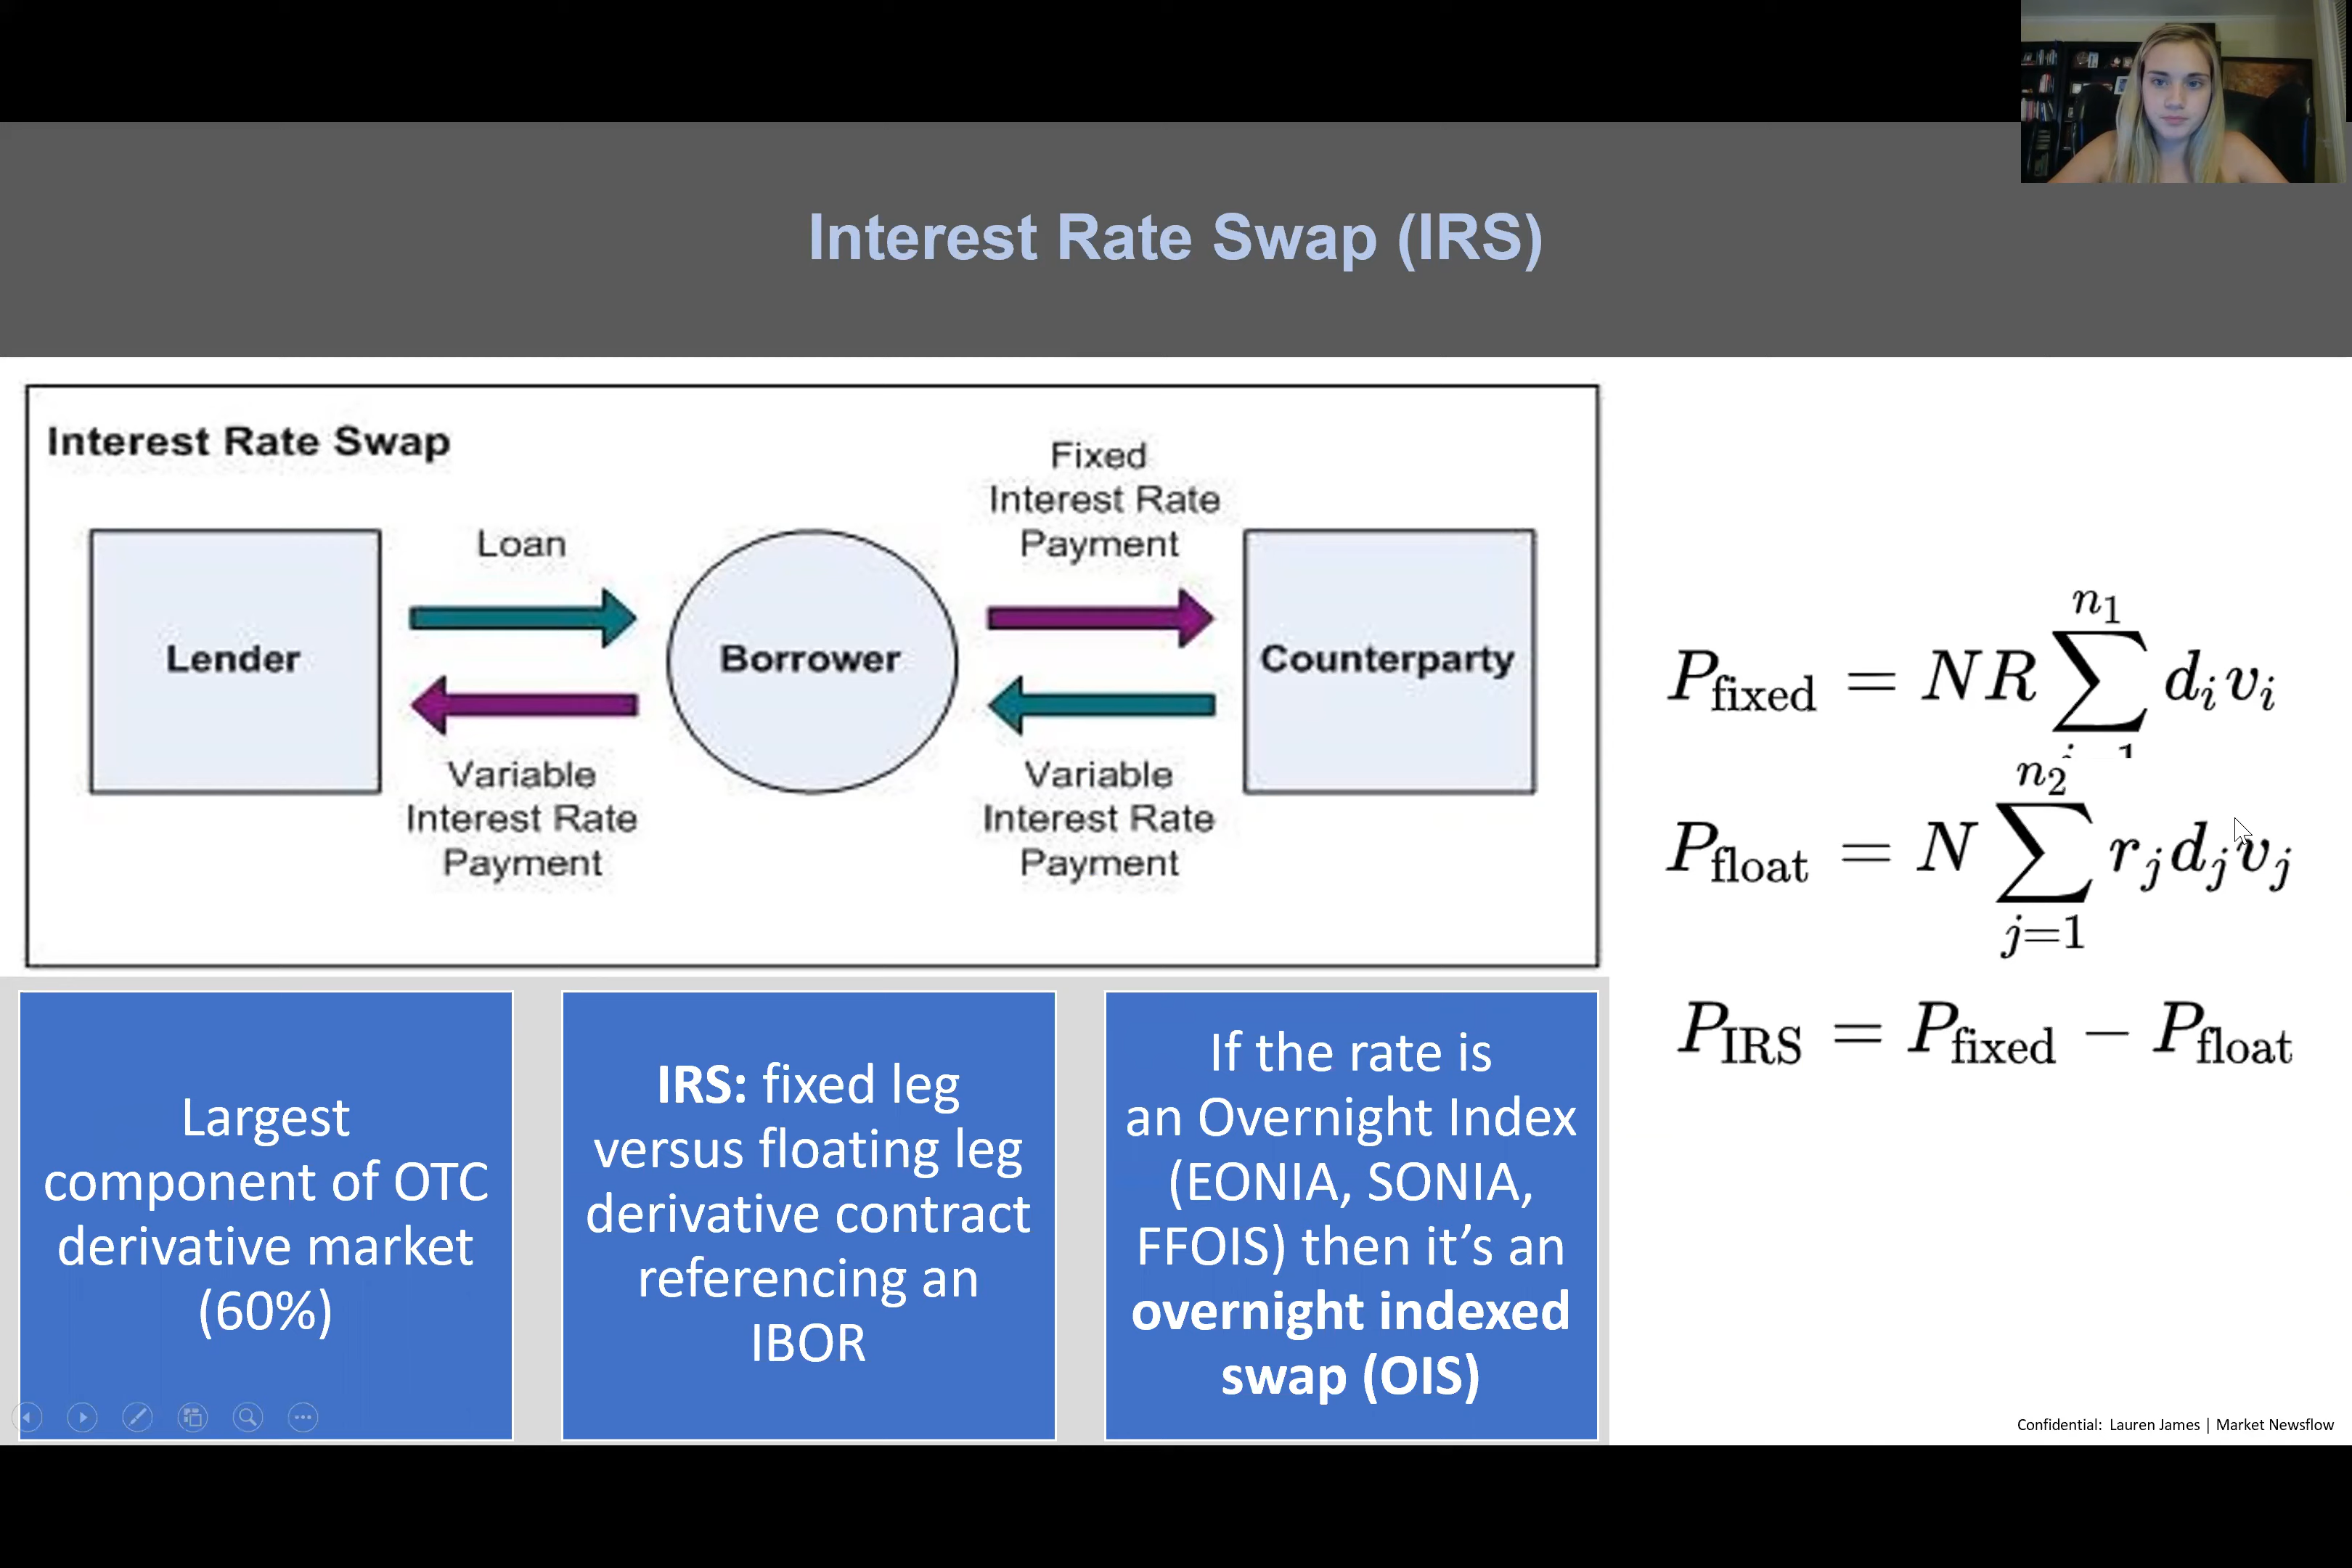 Interest Rate Swap (IRS)
Interest Rate Swap
Lender
Loan
Variable
Interest Rate
Payment
Borrower
Fixed
Interest Rate
Payment
Variable
Interest Rate
Payment
Counterparty
P_fixed = NR ∑_{i=1}^{n_1} d_i v_i
P_float = N ∑_{j=1}^{n_2} r_j d_j v_j
P_IRS = P_fixed − P_float
Largest
component of OTC
derivative market
(60%)
IRS: fixed leg
versus floating leg
derivative contract
referencing an
IBOR
If the rate is
an Overnight Index
(EONIA, SONIA,
FFOIS) then it’s an
overnight indexed
swap (OIS)
Confidential: Lauren James | Market Newsflow